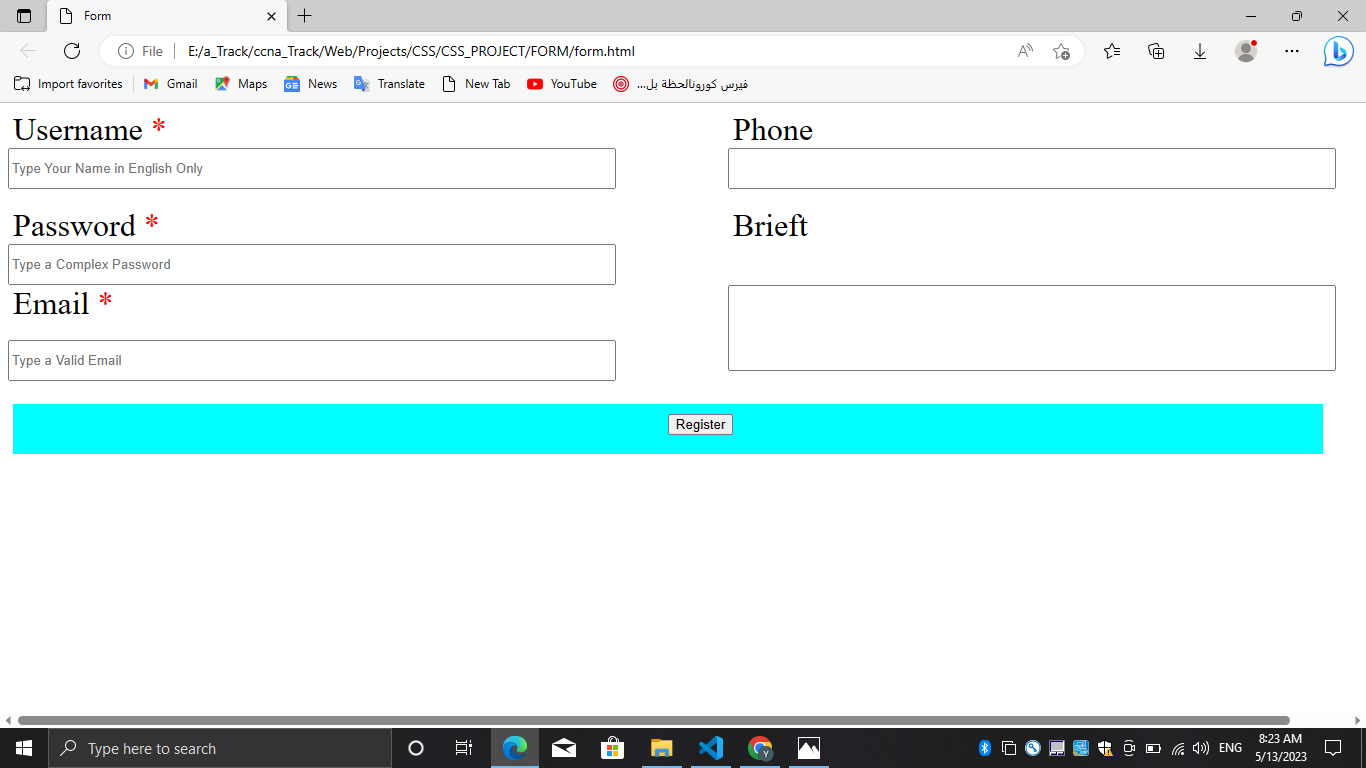 Form
File
E:/a_Track/ccna_Track/Web/Projects/CSS/CSS_PROJECT/FORM/form.html
Import favorites
Gmail
Maps
News
Translate
New Tab
YouTube
فيرس كورونالحظة بل...
Username *
Type Your Name in English Only
Phone
Password *
Type a Complex Password
Brieft
Email *
Type a Valid Email
Register
Type here to search
ENG
8:23 AM
5/13/2023